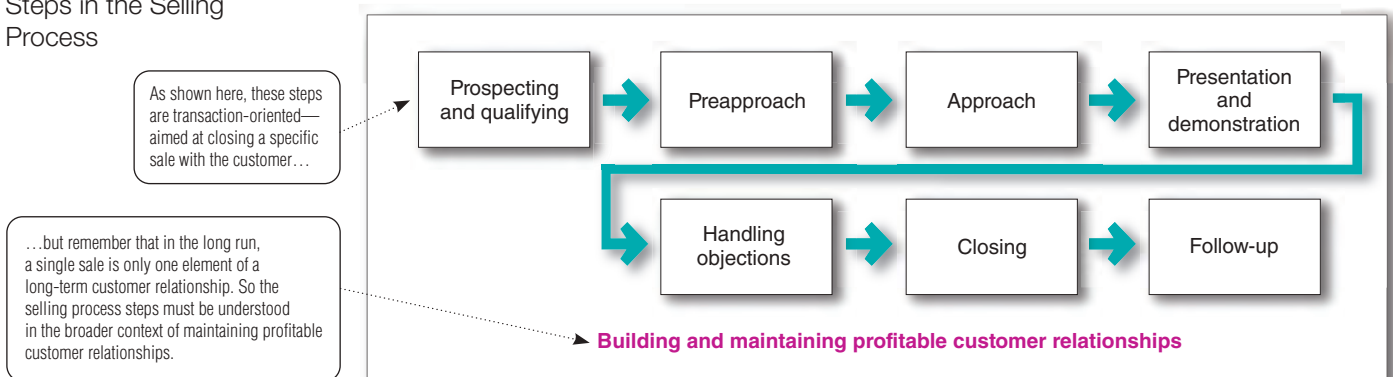 Steps in the Selling
Process
As shown here, these steps
are transaction-oriented—
aimed at closing a specific
sale with the customer…
…but remember that in the long run,
a single sale is only one element of a
long-term customer relationship. So the
selling process steps must be understood
in the broader context of maintaining profitable
customer relationships.
Prospecting
and qualifying
Preapproach
Approach
Presentation
and
demonstration
Handling
objections
Closing
Follow-up
Building and maintaining profitable customer relationships